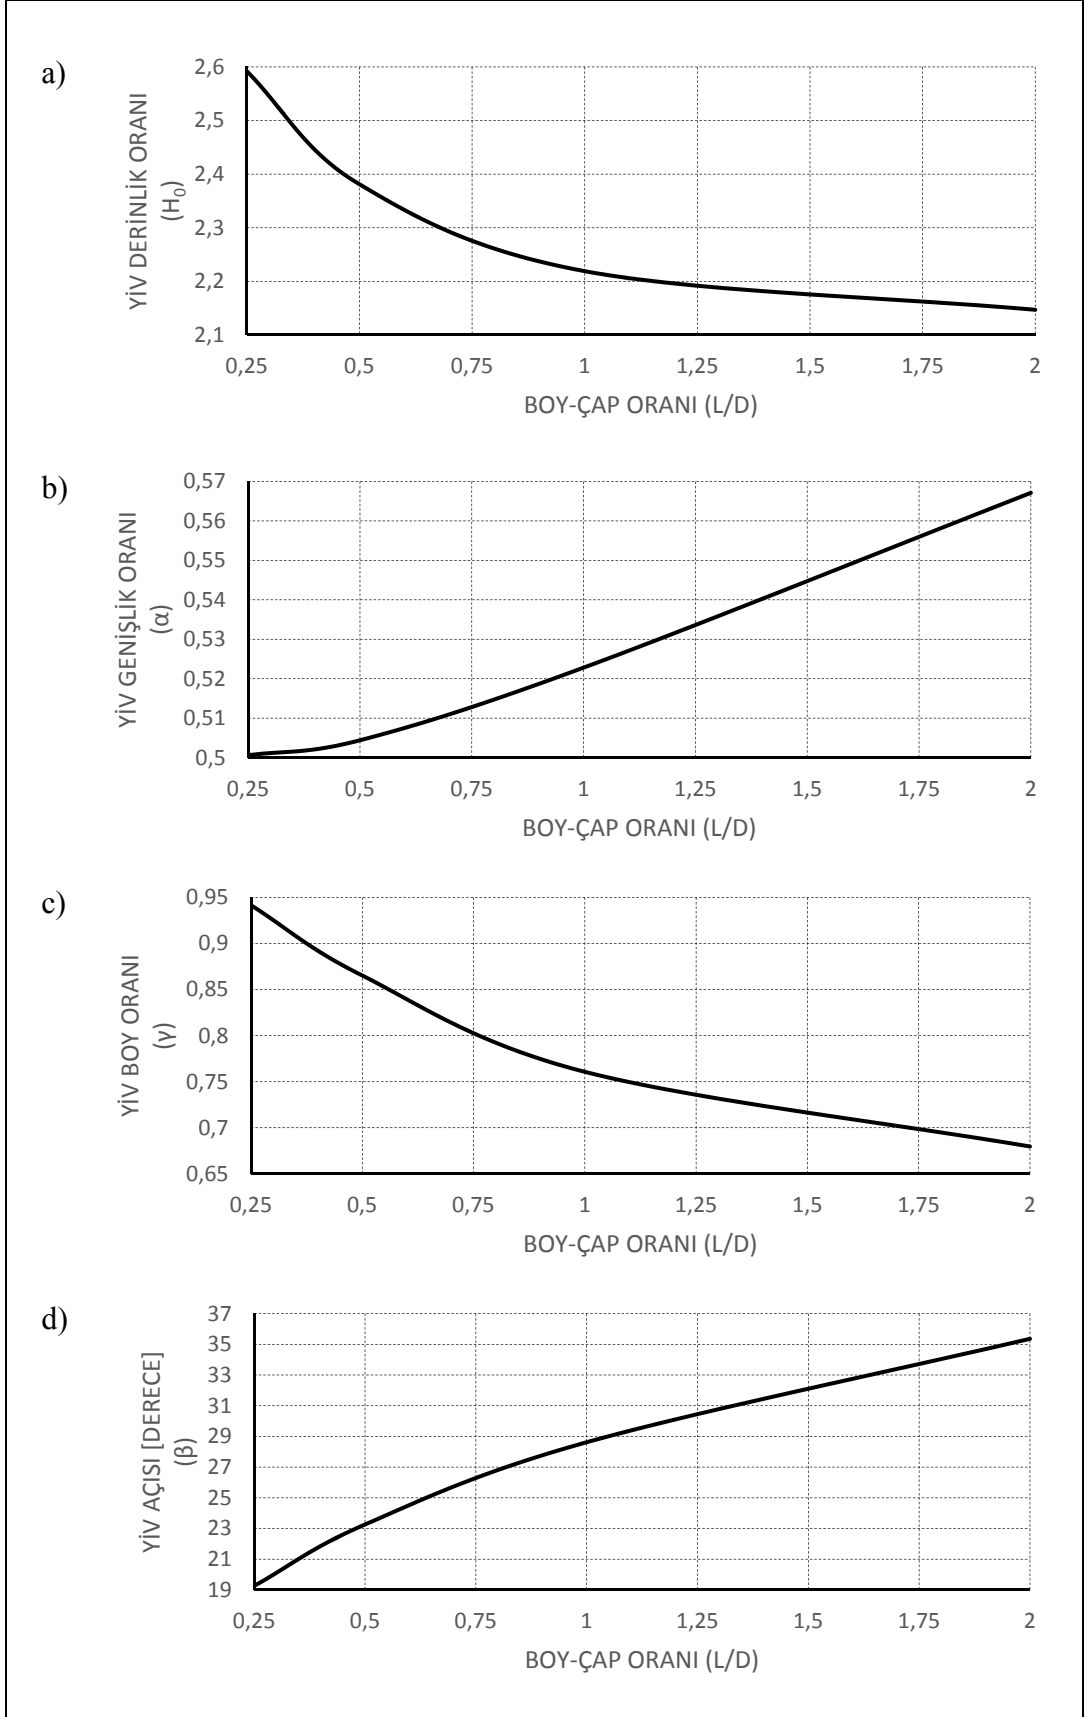 a)
YİV DERİNLİK ORANI
(H₀)
2,6
2,5
2,4
2,3
2,2
2,1
0,25 0,5 0,75 1 1,25 1,5 1,75 2
BOY-ÇAP ORANI (L/D)
b)
YİV GENİŞLİK ORANI
(α)
0,57
0,56
0,55
0,54
0,53
0,52
0,51
0,5
0,25 0,5 0,75 1 1,25 1,5 1,75 2
BOY-ÇAP ORANI (L/D)
c)
YİV BOY ORANI
(γ)
0,95
0,9
0,85
0,8
0,75
0,7
0,65
0,25 0,5 0,75 1 1,25 1,5 1,75 2
BOY-ÇAP ORANI (L/D)
d)
YİV AÇISI [DERECE]
(β)
37
35
33
31
29
27
25
23
21
19
0,25 0,5 0,75 1 1,25 1,5 1,75 2
BOY-ÇAP ORANI (L/D)